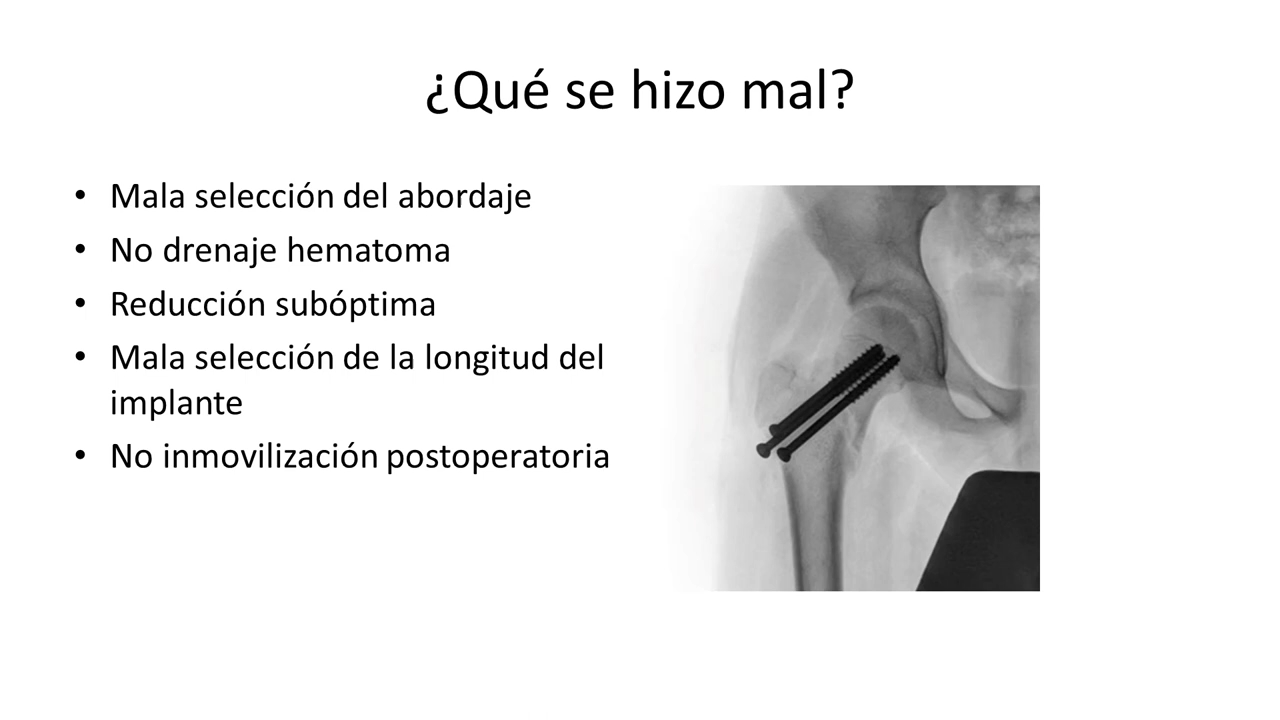 ¿Qué se hizo mal?
• Mala selección del abordaje
• No drenaje hematoma
• Reducción subóptima
• Mala selección de la longitud del
implante
• No inmovilización postoperatoria